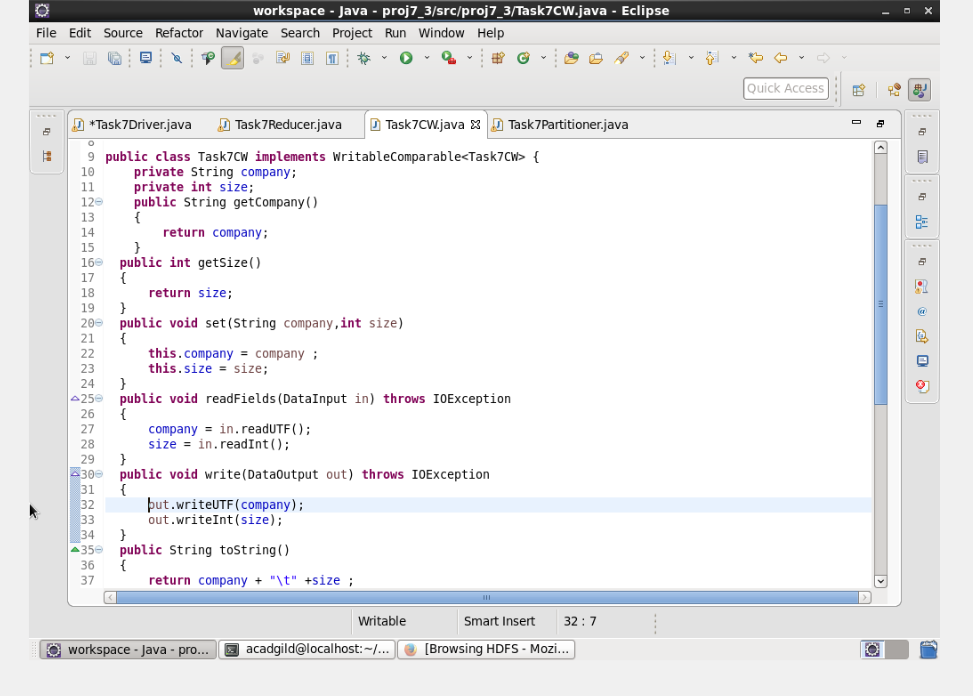 workspace - Java - proj7_3/src/proj7_3/Task7CW.java - Eclipse
File Edit Source Refactor Navigate Search Project Run Window Help
Quick Access
*Task7Driver.java Task7Reducer.java Task7CW.java Task7Partitioner.java
8
9 public class Task7CW implements WritableComparable<Task7CW> {
10 private String company;
11 private int size;
12 public String getCompany()
13 {
14 return company;
15 }
16 public int getSize()
17 {
18 return size;
19 }
20 public void set(String company,int size)
21 {
22 this.company = company ;
23 this.size = size;
24 }
25 public void readFields(DataInput in) throws IOException
26 {
27 company = in.readUTF();
28 size = in.readInt();
29 }
30 public void write(DataOutput out) throws IOException
31 {
32 out.writeUTF(company);
33 out.writeInt(size);
34 }
35 public String toString()
36 {
37 return company + "\t" +size ;
Writable Smart Insert 32 : 7
workspace - Java - pro... acadgild@localhost:~/... [Browsing HDFS - Mozi...